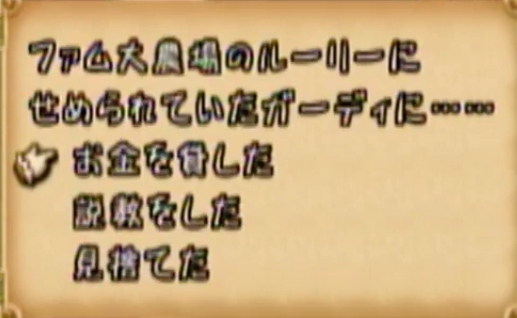 ファム大農場のルーリーに
せめられていたガーディに……
お金を貸した
説教をした
見捨てた